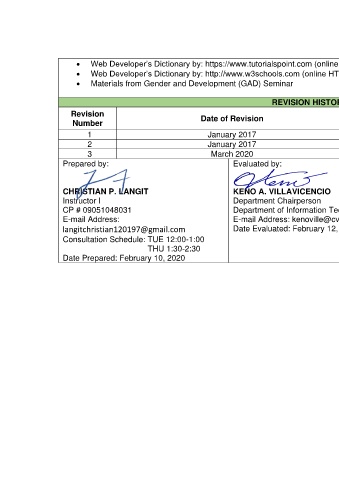 • Web Developer's Dictionary by: https://www.tutorialspoint.com (online
• Web Developer's Dictionary by: http://www.w3schools.com (online HT
• Materials from Gender and Development (GAD) Seminar
REVISION HISTOR
Revision Number Date of Revision
1 January 2017
2 January 2017
3 March 2020
Prepared by: Evaluated by:
CHRISTIAN P. LANGIT KENO A. VILLAVICENCIO
Instructor I Department Chairperson
CP # 09051048031 Department of Information Tec
E-mail Address: E-mail Address: kenoville@cv
langitchristian120197@gmail.com Date Evaluated: February 12,
Consultation Schedule: TUE 12:00-1:00
THU 1:30-2:30
Date Prepared: February 10, 2020